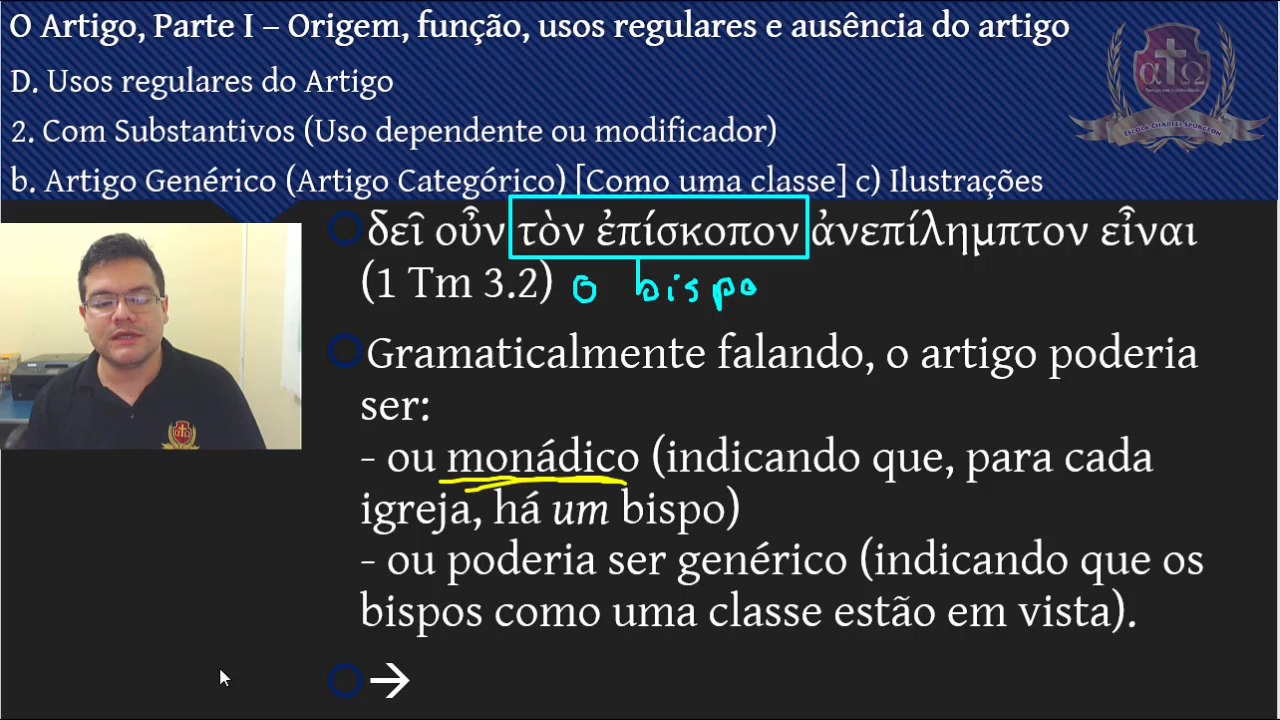 O Artigo, Parte I – Origem, função, usos regulares e ausência do artigo
D. Usos regulares do Artigo
2. Com Substantivos (Uso dependente ou modificador)
b. Artigo Genérico (Artigo Categórico) [Como uma classe] c) Ilustrações
δεῖ οὖν τὸν ἐπίσκοπον ἀνεπίλημπτον εἶναι
(1 Tm 3.2) o bispo
Gramaticalmente falando, o artigo poderia
ser:
- ou monádico (indicando que, para cada
igreja, há um bispo)
- ou poderia ser genérico (indicando que os
bispos como uma classe estão em vista).
→
α Ω
ESCOLA CHARLES SPURGEON